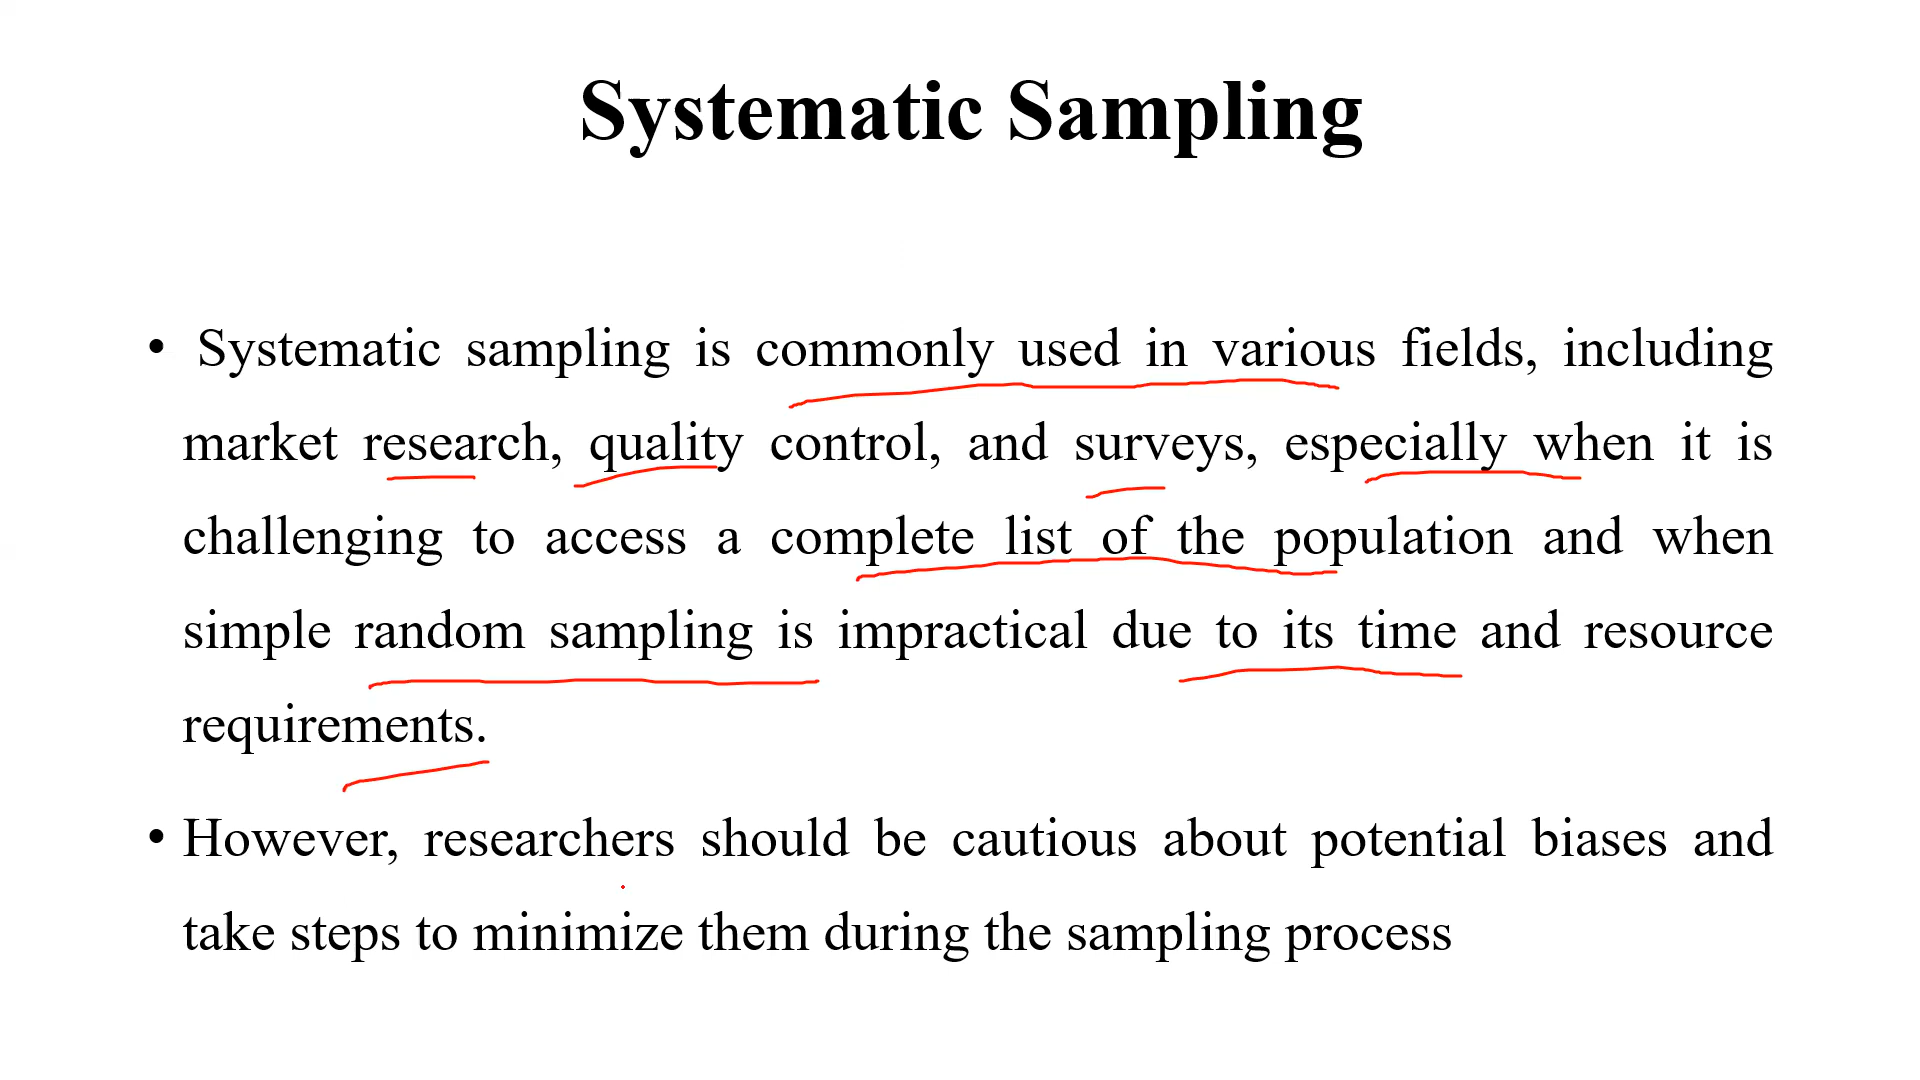 Systematic Sampling
• Systematic sampling is commonly used in various fields, including
market research, quality control, and surveys, especially when it is
challenging to access a complete list of the population and when
simple random sampling is impractical due to its time and resource
requirements.
• However, researchers should be cautious about potential biases and
take steps to minimize them during the sampling process